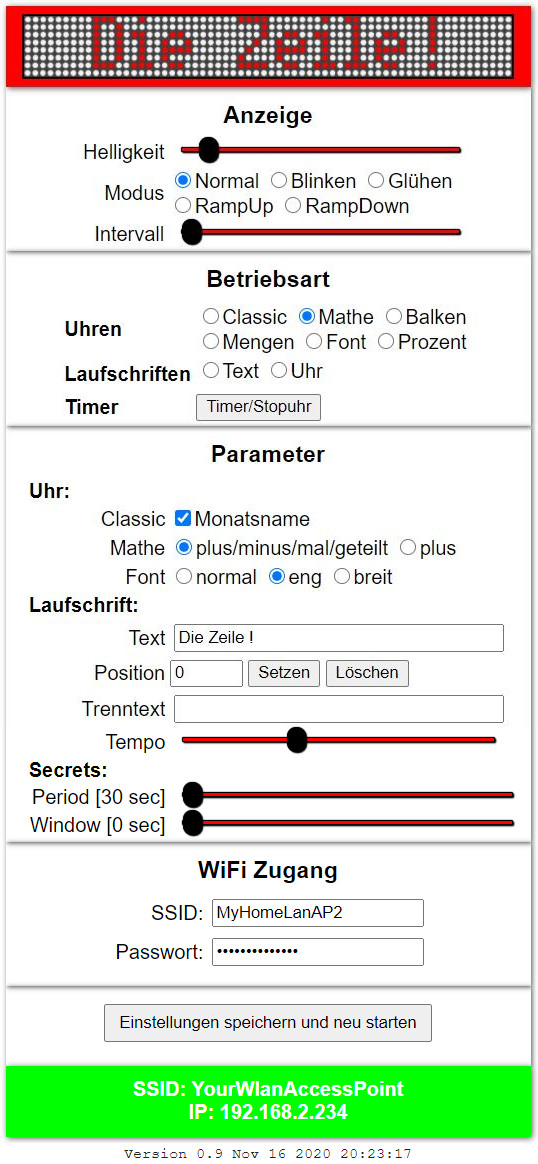 Die Zeile!
Anzeige
Helligkeit
Modus Normal Blinken Glühen
RampUp RampDown
Intervall
Betriebsart
Uhren Classic Mathe Balken
Mengen Font Prozent
Laufschriften Text Uhr
Timer Timer/Stopuhr
Parameter
Uhr:
Classic Monatsname
Mathe plus/minus/mal/geteilt plus
Font normal eng breit
Laufschrift:
Text Die Zeile !
Position 0 Setzen Löschen
Trenntext
Tempo
Secrets:
Period [30 sec]
Window [0 sec]
WiFi Zugang
SSID: MyHomeLanAP2
Passwort: ••••••••••••••
Einstellungen speichern und neu starten
SSID: YourWlanAccessPoint
IP: 192.168.2.234
Version 0.9 Nov 16 2020 20:23:17